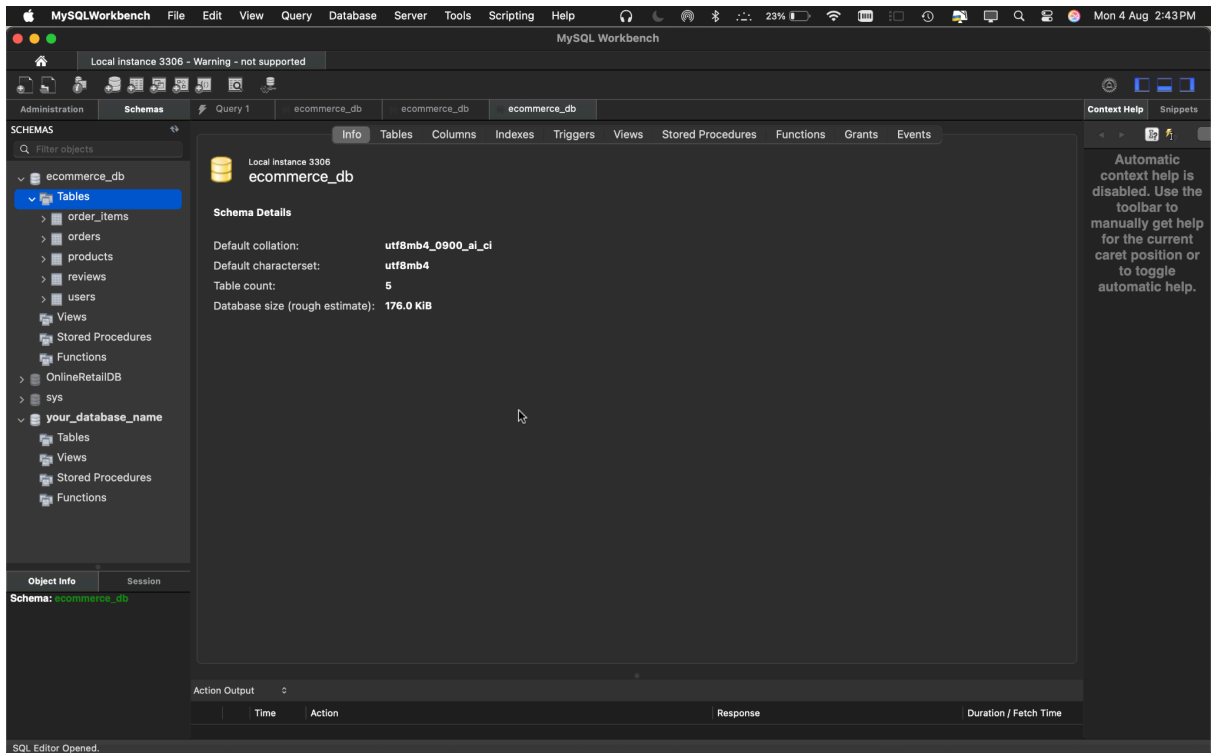 MySQLWorkbench File Edit View Query Database Server Tools Scripting Help 23% Mon 4 Aug 2:43 PM
MySQL Workbench
Local instance 3306 - Warning - not supported
Administration Schemas Query 1 ecommerce_db ecommerce_db ecommerce_db Context Help Snippets
SCHEMAS
Filter objects
Info Tables Columns Indexes Triggers Views Stored Procedures Functions Grants Events
ecommerce_db
Tables
order_items
orders
products
reviews
users
Views
Stored Procedures
Functions
OnlineRetailDB
sys
your_database_name
Tables
Views
Stored Procedures
Functions
Local instance 3306
ecommerce_db
Schema Details
Default collation: utf8mb4_0900_ai_ci
Default characterset: utf8mb4
Table count: 5
Database size (rough estimate): 176.0 KiB
Automatic
context help is
disabled. Use the
toolbar to
manually get help
for the current
caret position or
to toggle
automatic help.
Object Info Session
Schema: ecommerce_db
Action Output
Time Action Response Duration / Fetch Time
SQL Editor Opened.